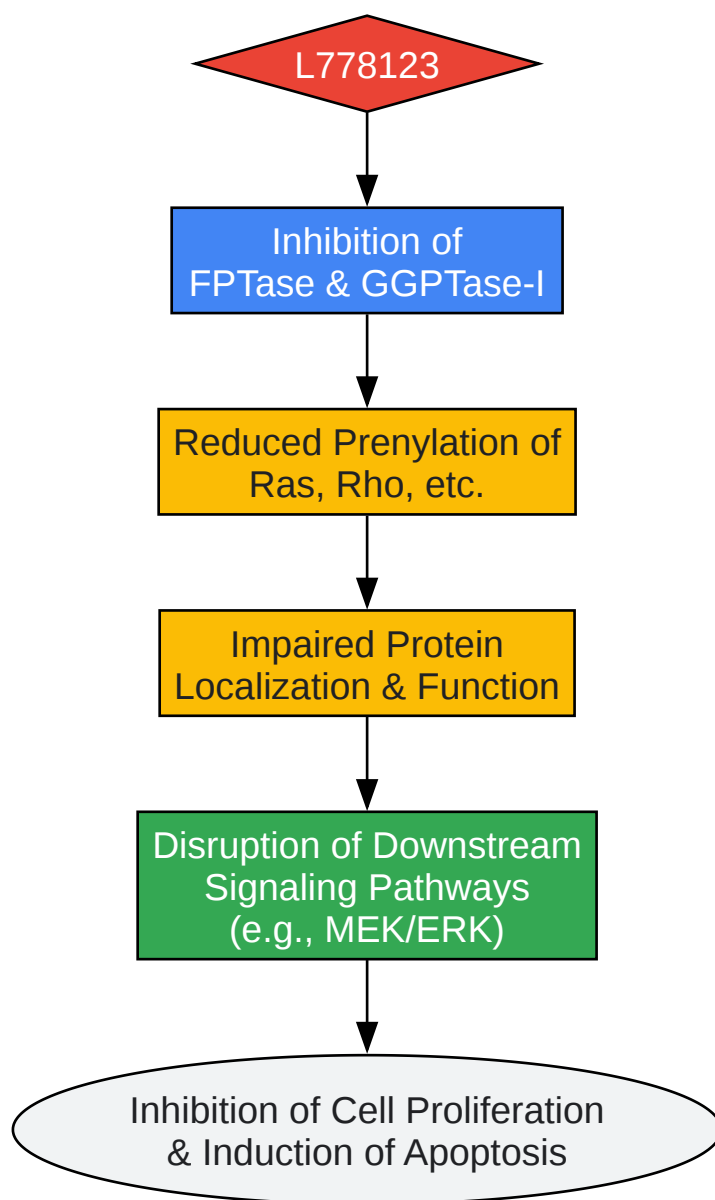 L778123
Inhibition of
FPTase & GGPTase-I
Reduced Prenylation of
Ras, Rho, etc.
Impaired Protein
Localization & Function
Disruption of Downstream
Signaling Pathways
(e.g., MEK/ERK)
Inhibition of Cell Proliferation
& Induction of Apoptosis